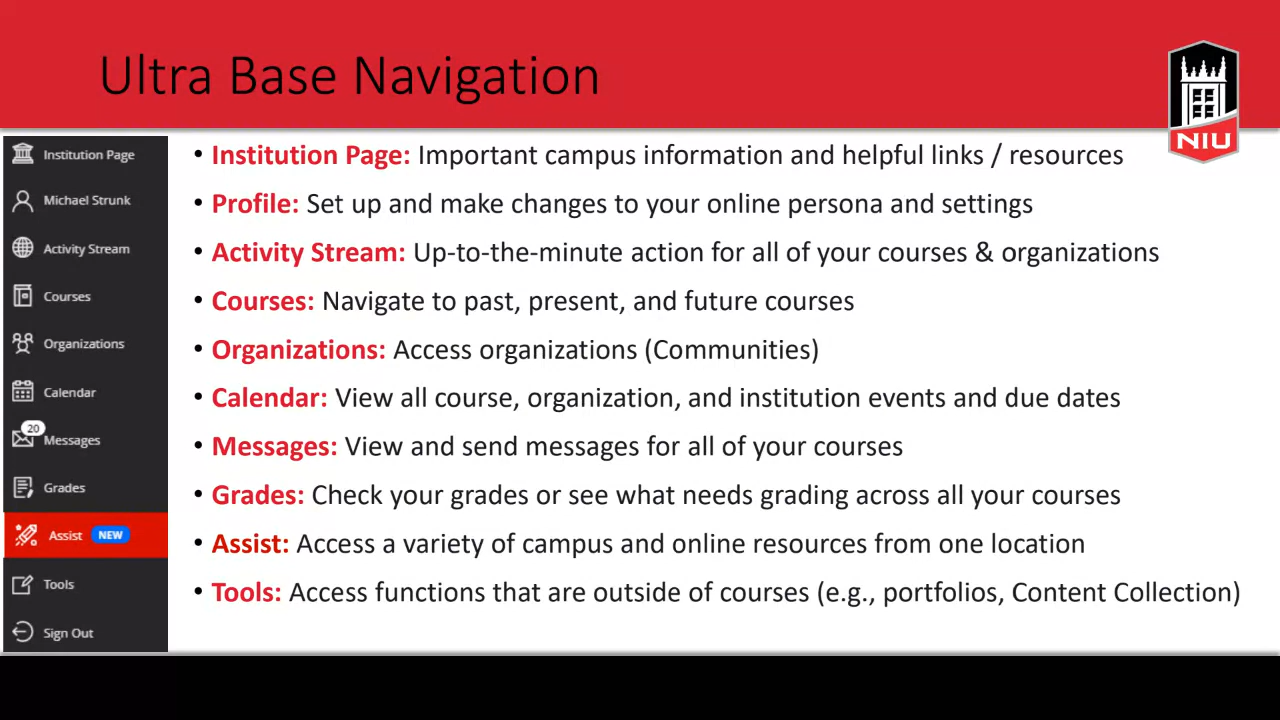 Ultra Base Navigation
NIU
Institution Page
Michael Strunk
Activity Stream
Courses
Organizations
Calendar
20
Messages
Grades
Assist NEW
Tools
Sign Out
• Institution Page: Important campus information and helpful links / resources
• Profile: Set up and make changes to your online persona and settings
• Activity Stream: Up-to-the-minute action for all of your courses & organizations
• Courses: Navigate to past, present, and future courses
• Organizations: Access organizations (Communities)
• Calendar: View all course, organization, and institution events and due dates
• Messages: View and send messages for all of your courses
• Grades: Check your grades or see what needs grading across all your courses
• Assist: Access a variety of campus and online resources from one location
• Tools: Access functions that are outside of courses (e.g., portfolios, Content Collection)